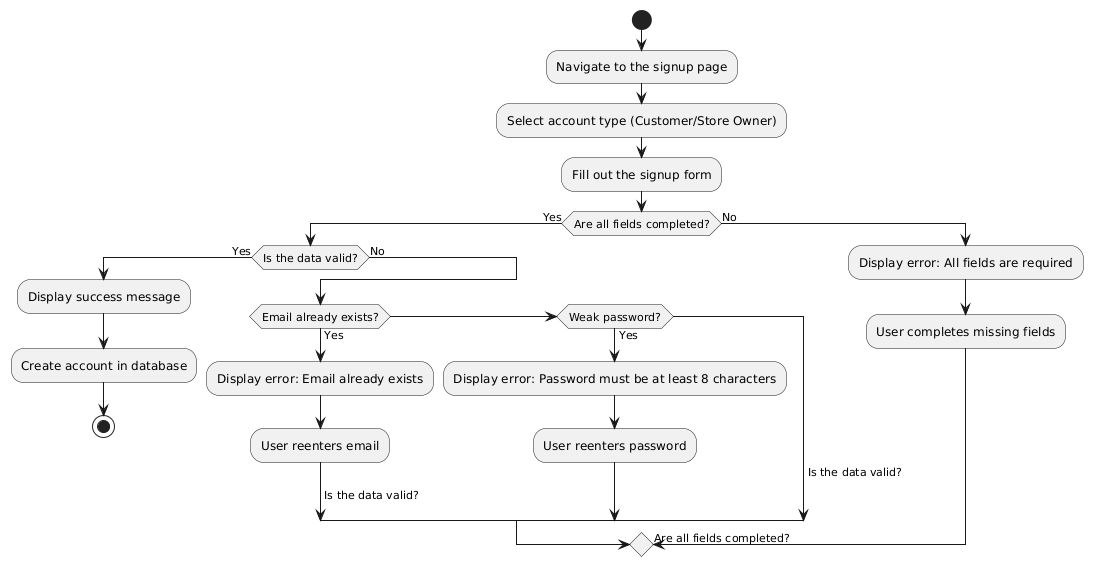 Navigate to the signup page
Select account type (Customer/Store Owner)
Fill out the signup form
Yes
Are all fields completed?
No
Yes
Is the data valid?
No
Display error: All fields are required
Display success message
Email already exists?
Weak password?
User completes missing fields
Yes
Yes
Create account in database
Display error: Email already exists
Display error: Password must be at least 8 characters
User reenters email
User reenters password
Is the data valid?
Is the data valid?
Are all fields completed?